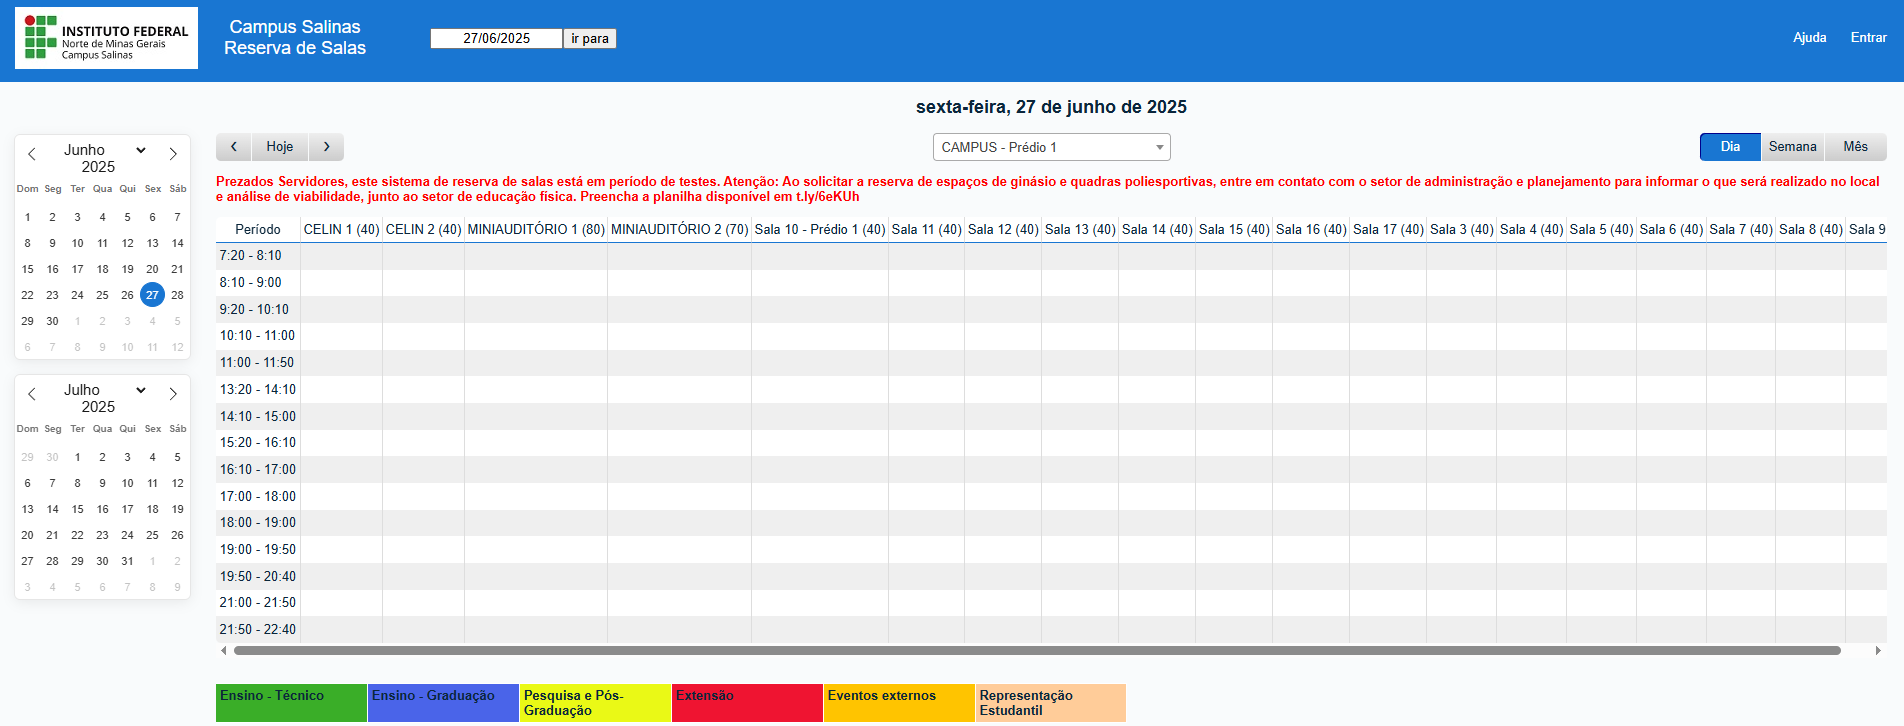 INSTITUTO FEDERAL
Norte de Minas Gerais
Campus Salinas
Campus Salinas
Reserva de Salas
27/06/2025 ir para
Ajuda Entrar
sexta-feira, 27 de junho de 2025
Junho
2025
Dom Seg Ter Qua Qui Sex Sáb
1 2 3 4 5 6 7
8 9 10 11 12 13 14
15 16 17 18 19 20 21
22 23 24 25 26 27 28
29 30 1 2 3 4 5
6 7 8 9 10 11 12
Julho
2025
Dom Seg Ter Qua Qui Sex Sáb
29 30 1 2 3 4 5
6 7 8 9 10 11 12
13 14 15 16 17 18 19
20 21 22 23 24 25 26
27 28 29 30 31 1 2
3 4 5 6 7 8 9
Hoje
CAMPUS - Prédio 1
Dia Semana Mês
Prezados Servidores, este sistema de reserva de salas está em período de testes. Atenção: Ao solicitar a reserva de espaços de ginásio e quadras poliesportivas, entre em contato com o setor de administração e planejamento para informar o que será realizado no local
e análise de viabilidade, junto ao setor de educação física. Preencha a planilha disponível em t.ly/6eKUh
Período CELIN 1 (40) CELIN 2 (40) MINIAUDITÓRIO 1 (80) MINIAUDITÓRIO 2 (70) Sala 10 - Prédio 1 (40) Sala 11 (40) Sala 12 (40) Sala 13 (40) Sala 14 (40) Sala 15 (40) Sala 16 (40) Sala 17 (40) Sala 3 (40) Sala 4 (40) Sala 5 (40) Sala 6 (40) Sala 7 (40) Sala 8 (40) Sala 9
7:20 - 8:10
8:10 - 9:00
9:20 - 10:10
10:10 - 11:00
11:00 - 11:50
13:20 - 14:10
14:10 - 15:00
15:20 - 16:10
16:10 - 17:00
17:00 - 18:00
18:00 - 19:00
19:00 - 19:50
19:50 - 20:40
21:00 - 21:50
21:50 - 22:40
Ensino - Técnico
Ensino - Graduação
Pesquisa e Pós-
Graduação
Extensão
Eventos externos
Representação
Estudantil